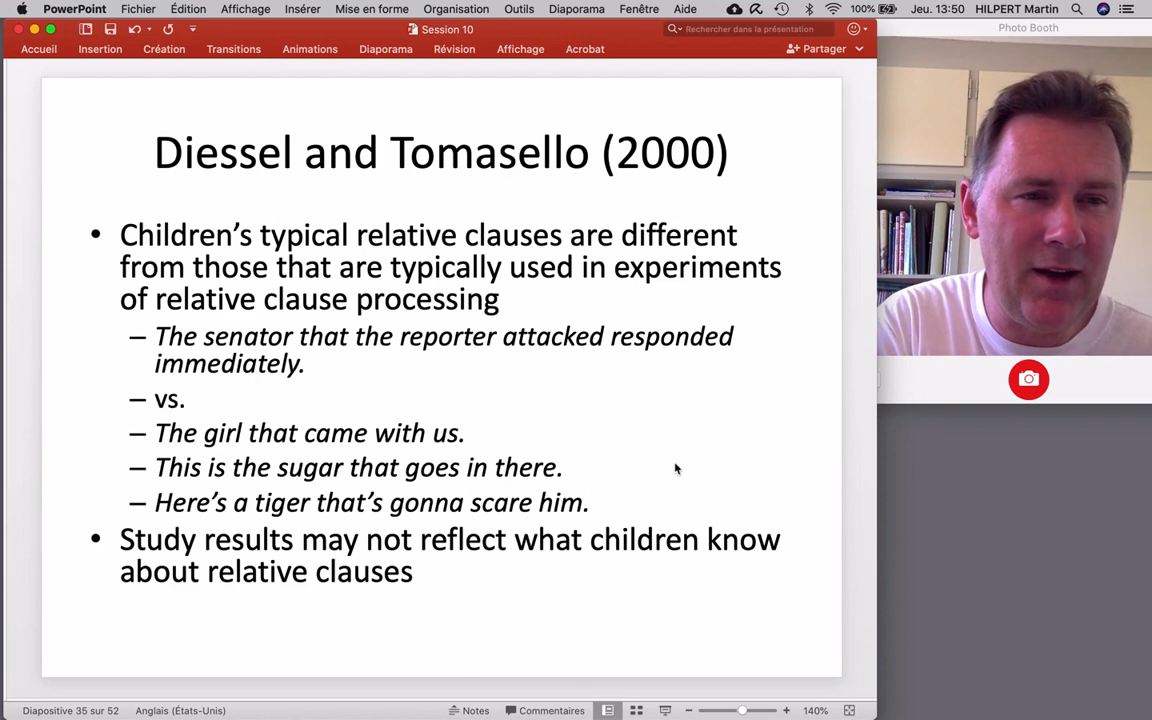 PowerPoint Fichier Édition Affichage Insérer Mise en forme Organisation Outils Diaporama Fenêtre Aide 100% Jeu. 13:50 HILPERT Martin
Session 10 Rechercher dans la présentation
Photo Booth
Accueil Insertion Création Transitions Animations Diaporama Révision Affichage Acrobat Partager
Diessel and Tomasello (2000)
• Children's typical relative clauses are different
from those that are typically used in experiments
of relative clause processing
– The senator that the reporter attacked responded
immediately.
– vs.
– The girl that came with us.
– This is the sugar that goes in there.
– Here's a tiger that's gonna scare him.
• Study results may not reflect what children know
about relative clauses
Diapositive 35 sur 52 Anglais (États-Unis) Notes Commentaires 140%